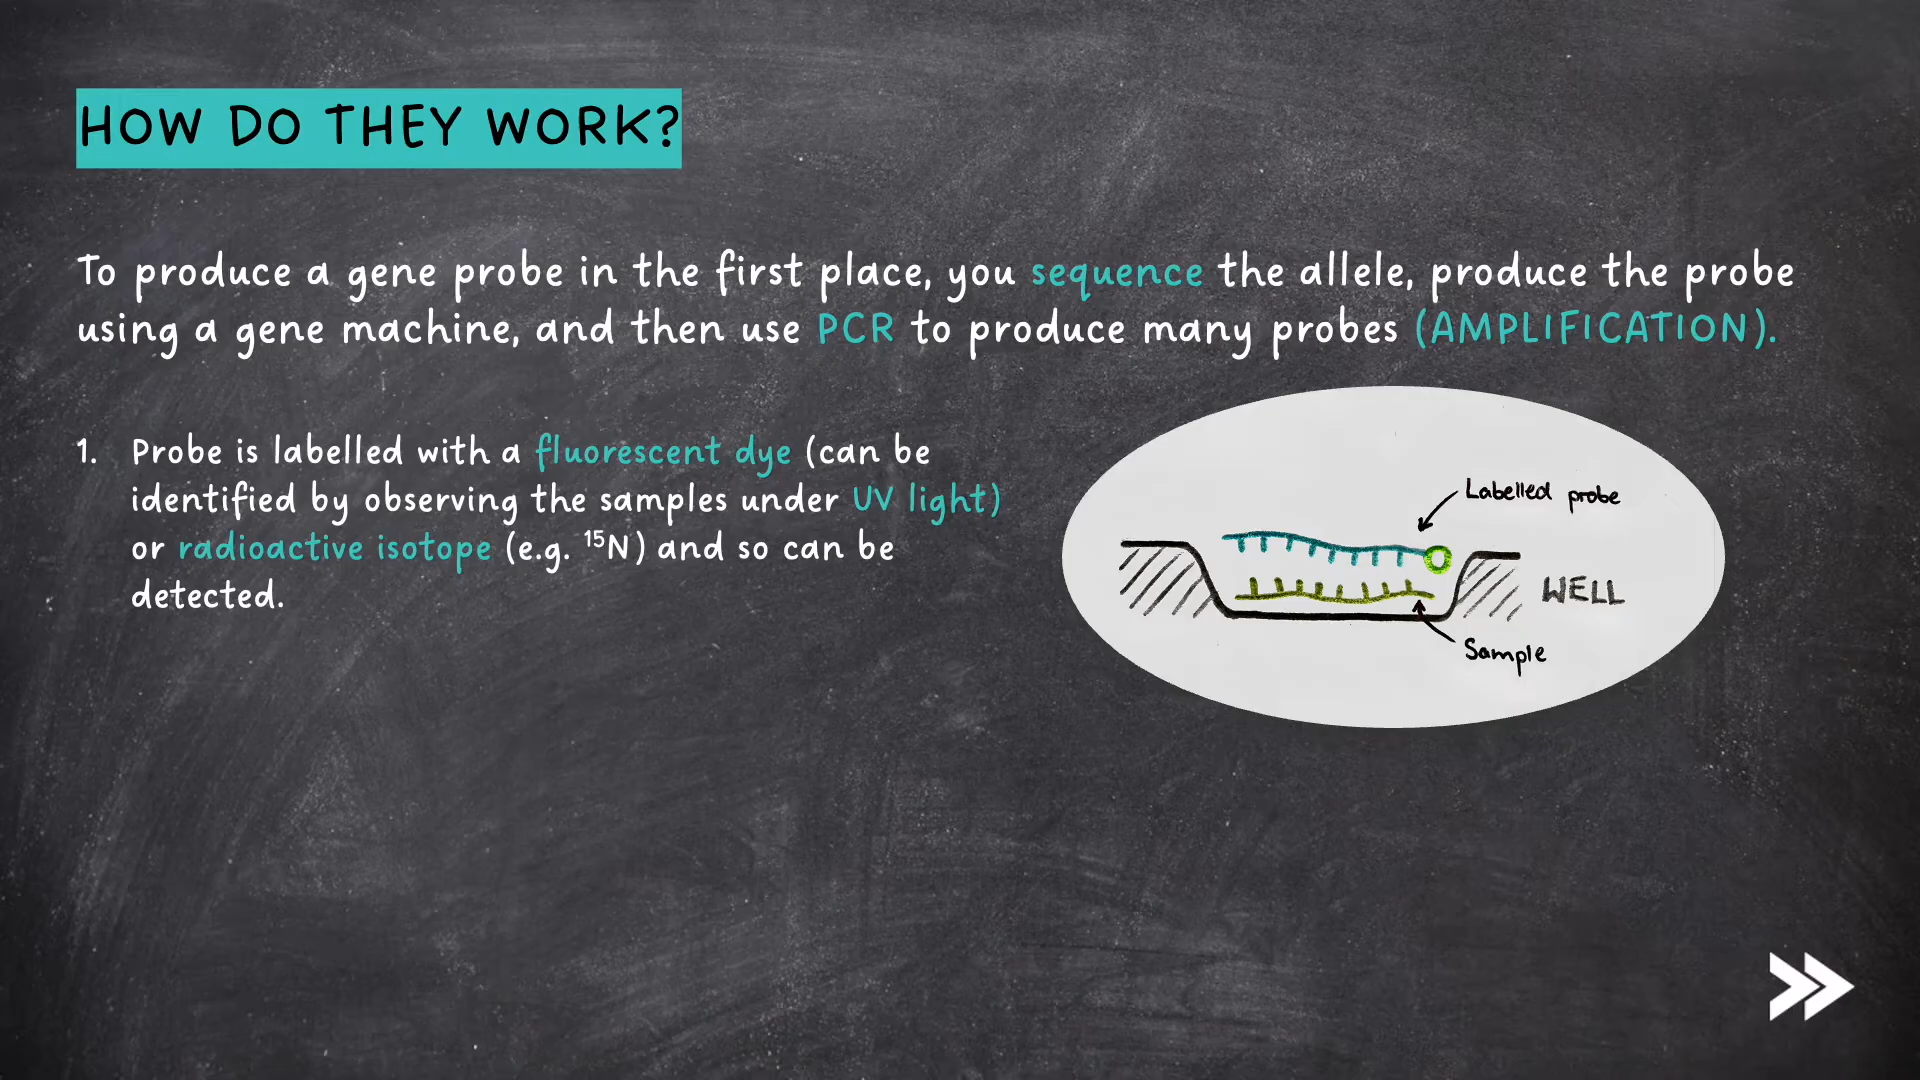 HOW DO THEY WORK?
To produce a gene probe in the first place, you sequence the allele, produce the probe
using a gene machine, and then use PCR to produce many probes (AMPLIFICATION).
1. Probe is labelled with a fluorescent dye (can be
identified by observing the samples under UV light)
or radioactive isotope (e.g. ¹⁵N) and so can be
detected.
Labelled probe
WELL
Sample